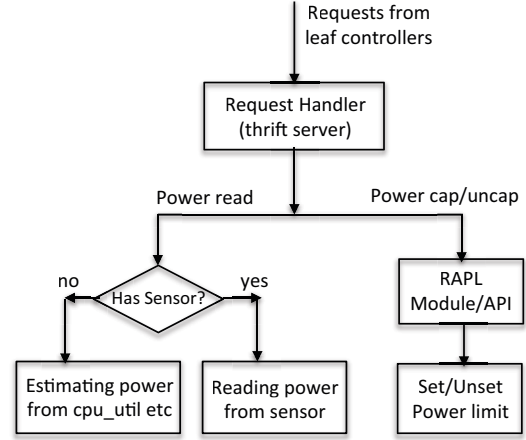 Requests from
leaf controllers
Request Handler
(thrift server)
Power read
Power cap/uncap
no
Has Sensor?
yes
RAPL
Module/API
Estimating power
from cpu_util etc
Reading power
from sensor
Set/Unset
Power limit